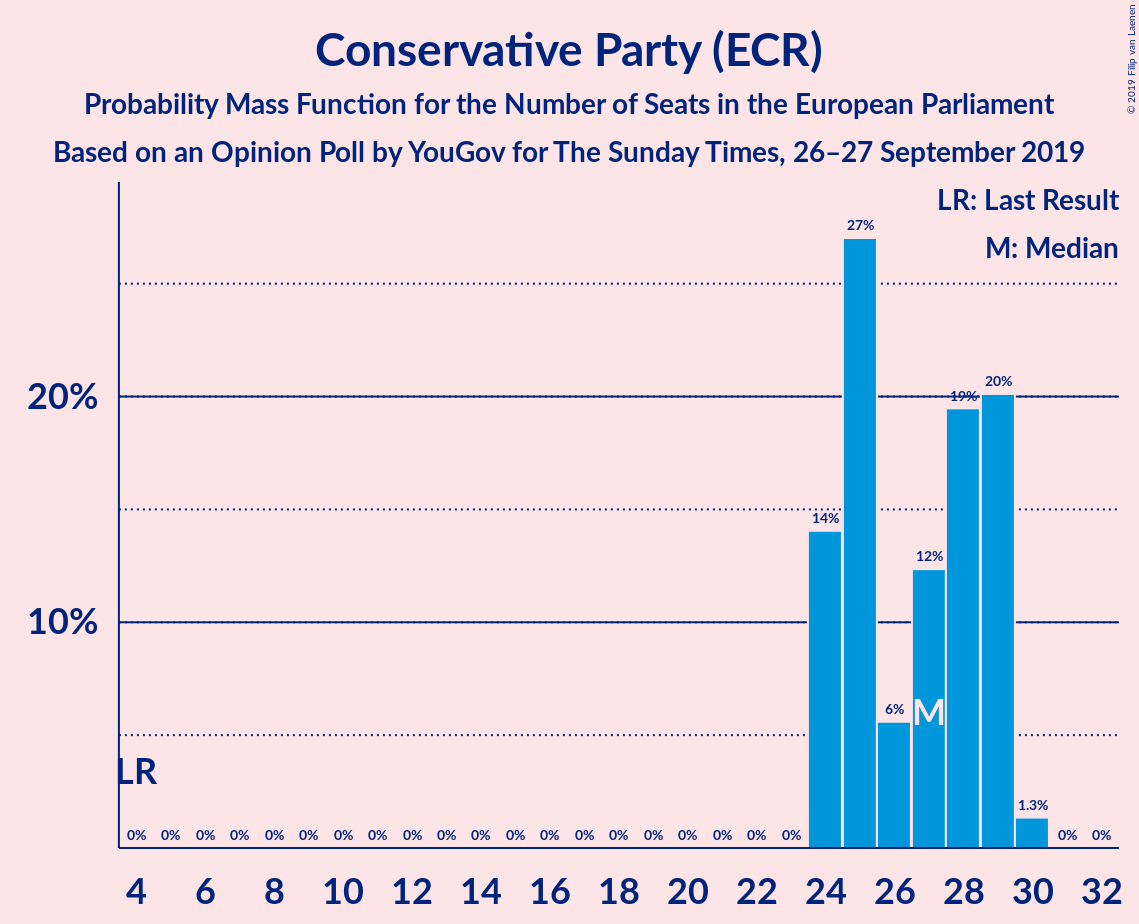 © 2019 Filip van Laenen
Conservative Party (ECR)
Probability Mass Function for the Number of Seats in the European Parliament
Based on an Opinion Poll by YouGov for The Sunday Times, 26–27 September 2019
LR: Last Result
M: Median
27%
20%
20%
19%
14%
12%
10%
6%
M
LR
1.3%
0% 0% 0% 0% 0% 0% 0% 0% 0% 0% 0% 0% 0% 0% 0% 0% 0% 0% 0% 0% 0% 0%
4 6 8 10 12 14 16 18 20 22 24 26 28 30 32